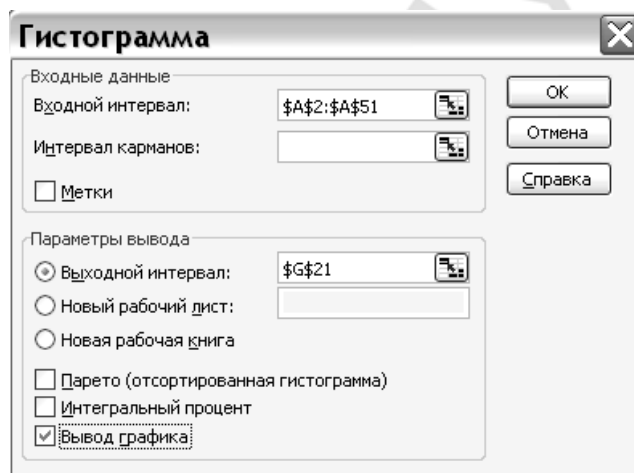 Гистограмма
Входные данные
Входной интервал: $A$2:$A$51
Интервал карманов:
Метки
Параметры вывода
Выходной интервал: $G$21
Новый рабочий лист:
Новая рабочая книга
Парето (отсортированная гистограмма)
Интегральный процент
Вывод графика
ОК
Отмена
Справка